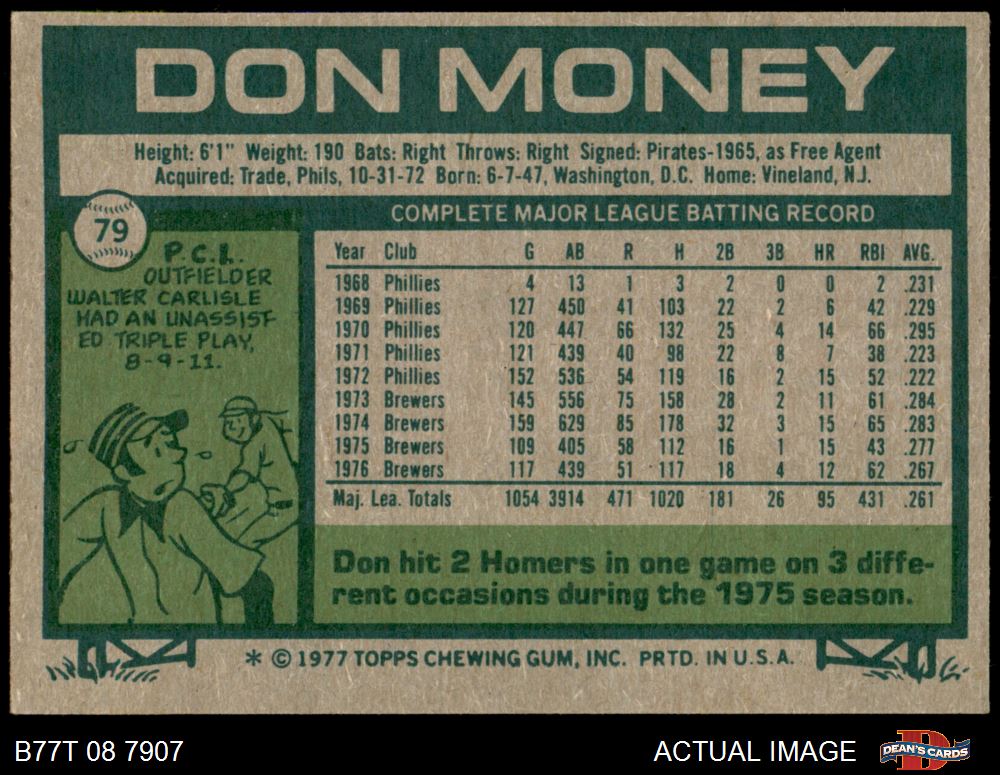 DON MONEY
Height: 6'1" Weight: 190 Bats: Right Throws: Right Signed: Pirates-1965, as Free Agent
Acquired: Trade, Phils, 10-31-72 Born: 6-7-47, Washington, D.C. Home: Vineland, N.J.
79
P.C.L.
OUTFIELDER
WALTER CARLISLE
HAD AN UNASSIST-
ED TRIPLE PLAY,
8-9-11.
COMPLETE MAJOR LEAGUE BATTING RECORD
Year Club G AB R H 2B 3B HR RBI AVG.
1968 Phillies 4 13 1 3 2 0 0 2 .231
1969 Phillies 127 450 41 103 22 2 6 42 .229
1970 Phillies 120 447 66 132 25 4 14 66 .295
1971 Phillies 121 439 40 98 22 8 7 38 .223
1972 Phillies 152 536 54 119 16 2 15 52 .222
1973 Brewers 145 556 75 158 28 2 11 61 .284
1974 Brewers 159 629 85 178 32 3 15 65 .283
1975 Brewers 109 405 58 112 16 1 15 43 .277
1976 Brewers 117 439 51 117 18 4 12 62 .267
Maj. Lea. Totals 1054 3914 471 1020 181 26 95 431 .261
Don hit 2 Homers in one game on 3 diffe-
rent occasions during the 1975 season.
* © 1977 TOPPS CHEWING GUM, INC. PRTD. IN U.S.A.
B77T 08 7907
ACTUAL IMAGE
D
DEAN'S CARDS